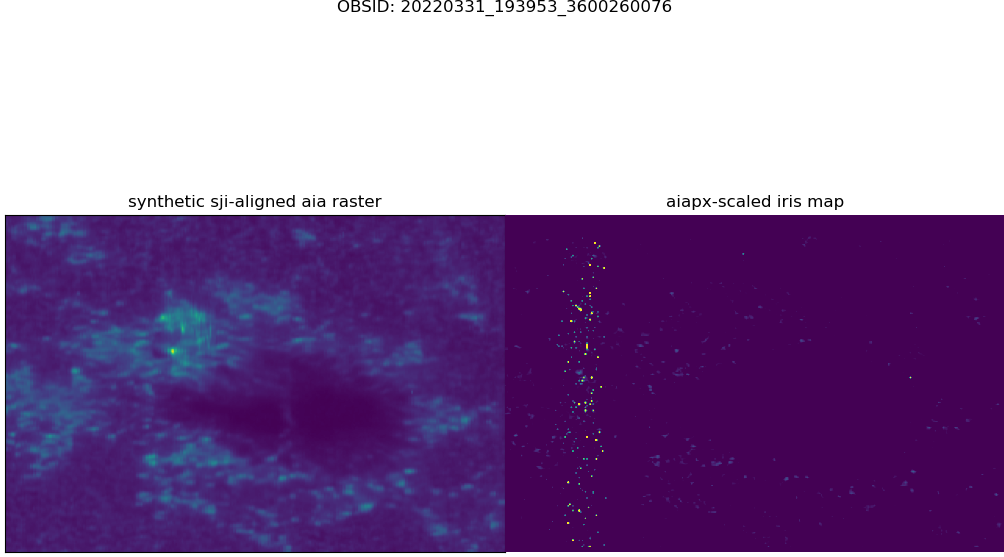 OBSID: 20220331_193953_3600260076
synthetic sji-aligned aia raster
aiapx-scaled iris map